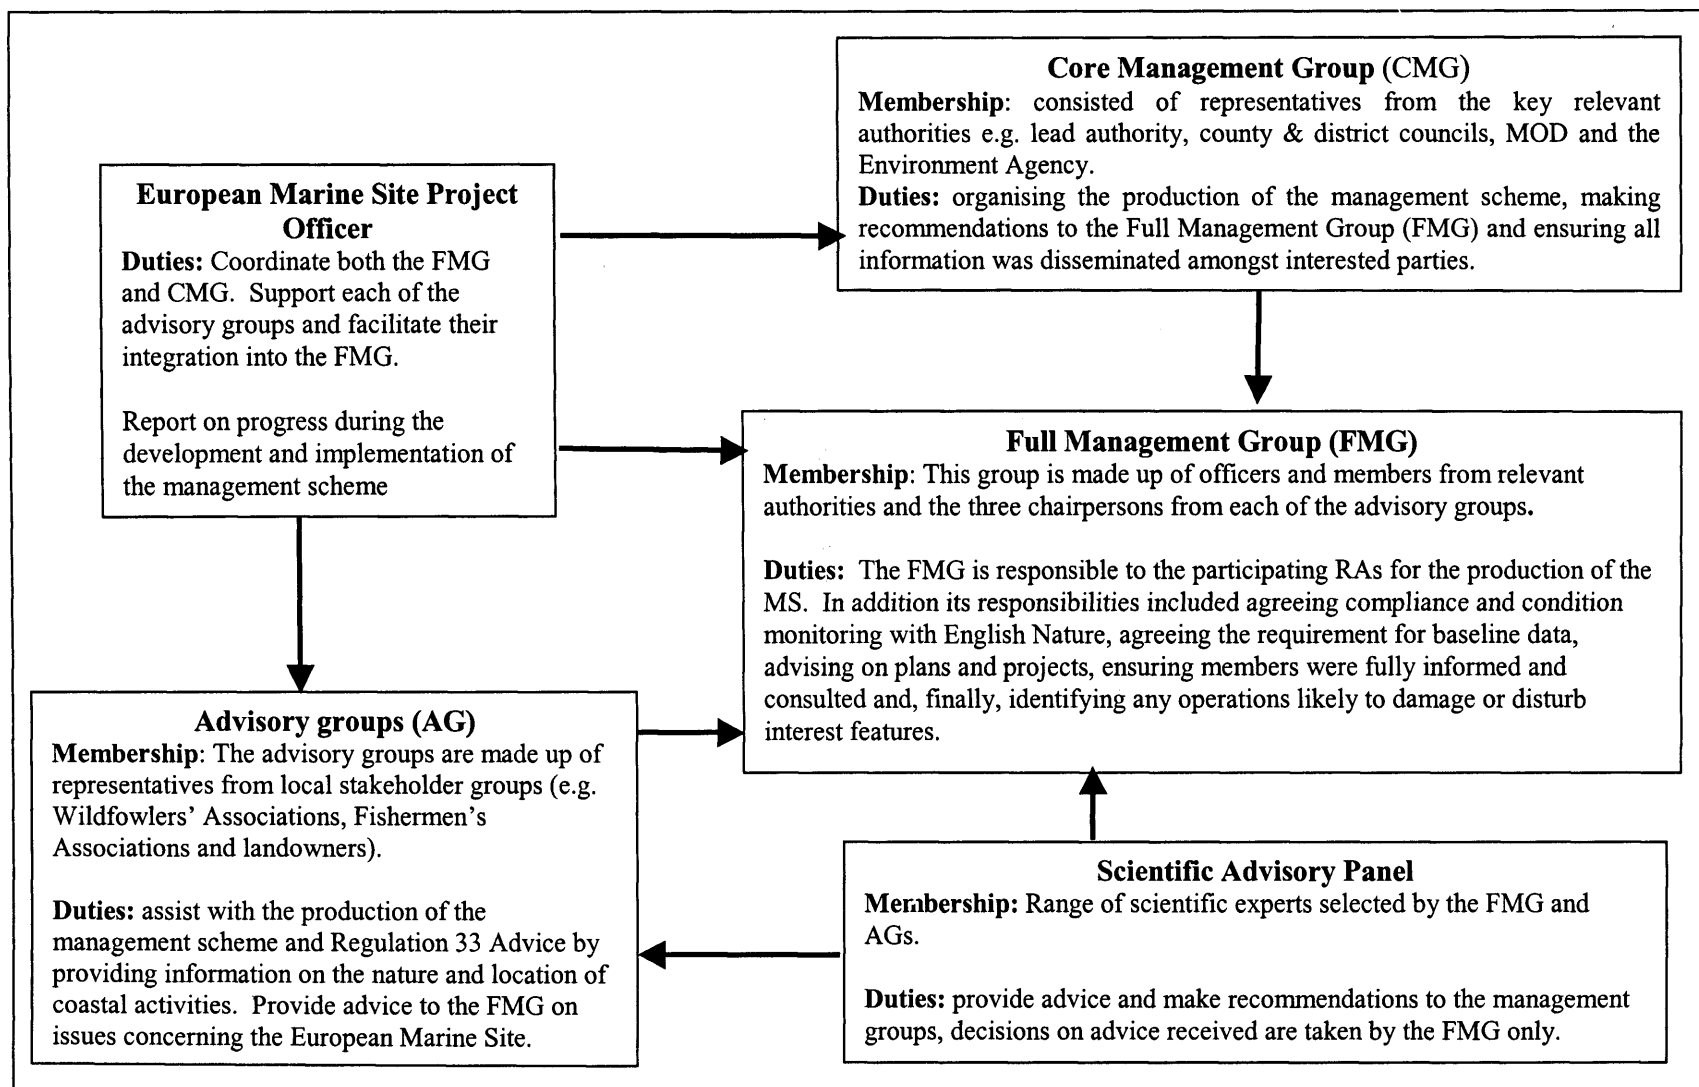 Core Management Group (CMG)
Membership: consisted of representatives from the key relevant
authorities e.g. lead authority, county & district councils, MOD and the
Environment Agency.
Duties: organising the production of the management scheme, making
recommendations to the Full Management Group (FMG) and ensuring all
information was disseminated amongst interested parties.
European Marine Site Project
Officer
Duties: Coordinate both the FMG
and CMG. Support each of the
advisory groups and facilitate their
integration into the FMG.
Report on progress during the
development and implementation of
the management scheme
Full Management Group (FMG)
Membership: This group is made up of officers and members from relevant
authorities and the three chairpersons from each of the advisory groups.
Duties: The FMG is responsible to the participating RAs for the production of the
MS. In addition its responsibilities included agreeing compliance and condition
monitoring with English Nature, agreeing the requirement for baseline data,
advising on plans and projects, ensuring members were fully informed and
consulted and, finally, identifying any operations likely to damage or disturb
interest features.
Advisory groups (AG)
Membership: The advisory groups are made up of
representatives from local stakeholder groups (e.g.
Wildfowlers' Associations, Fishermen's
Associations and landowners).
Duties: assist with the production of the
management scheme and Regulation 33 Advice by
providing information on the nature and location of
coastal activities. Provide advice to the FMG on
issues concerning the European Marine Site.
Scientific Advisory Panel
Membership: Range of scientific experts selected by the FMG and
AGs.
Duties: provide advice and make recommendations to the management
groups, decisions on advice received are taken by the FMG only.